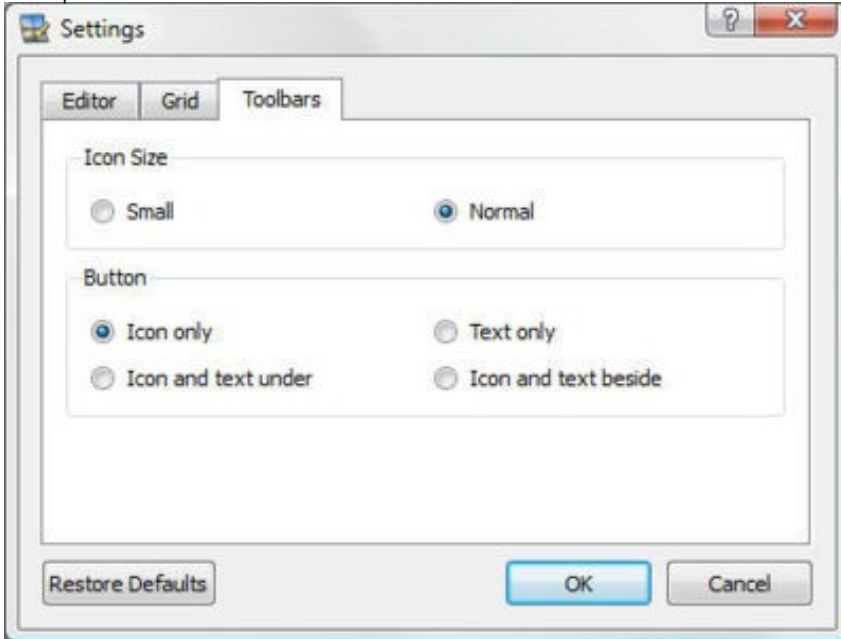 Settings
?
Editor Grid Toolbars
Icon Size
Small Normal
Button
Icon only Text only
Icon and text under Icon and text beside
Restore Defaults OK Cancel